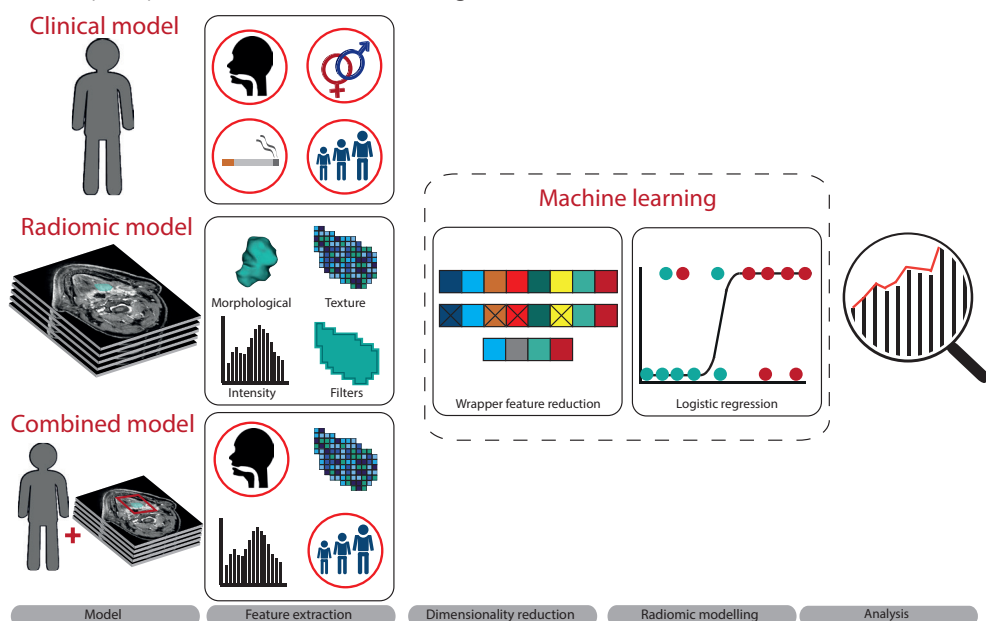 Clinical model
Radiomic model
Morphological
Texture
Intensity
Filters
Combined model
Machine learning
Wrapper feature reduction
Logistic regression
Model
Feature extraction
Dimensionality reduction
Radiomic modelling
Analysis